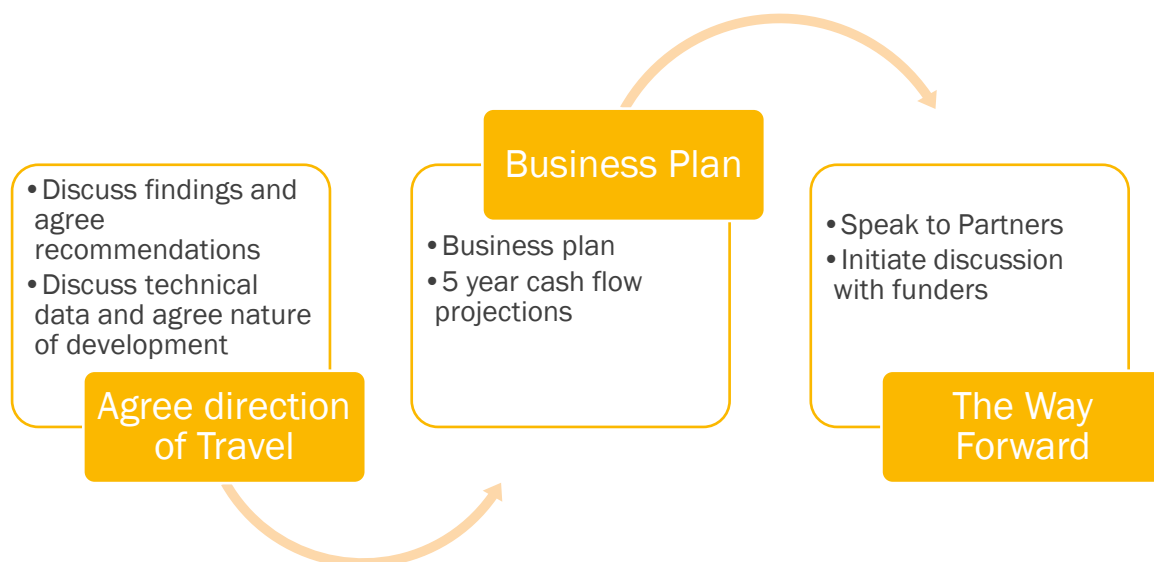 • Discuss findings and
agree
recommendations
• Discuss technical
data and agree nature
of development
Agree direction
of Travel
Business Plan
• Business plan
• 5 year cash flow
projections
• Speak to Partners
• Initiate discussion
with funders
The Way
Forward